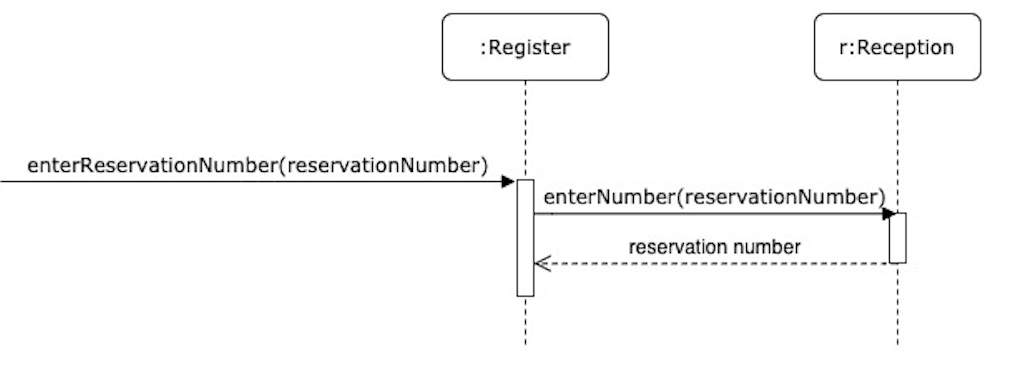 :Register
r:Reception
enterReservationNumber(reservationNumber)
enterNumber(reservationNumber)
reservation number